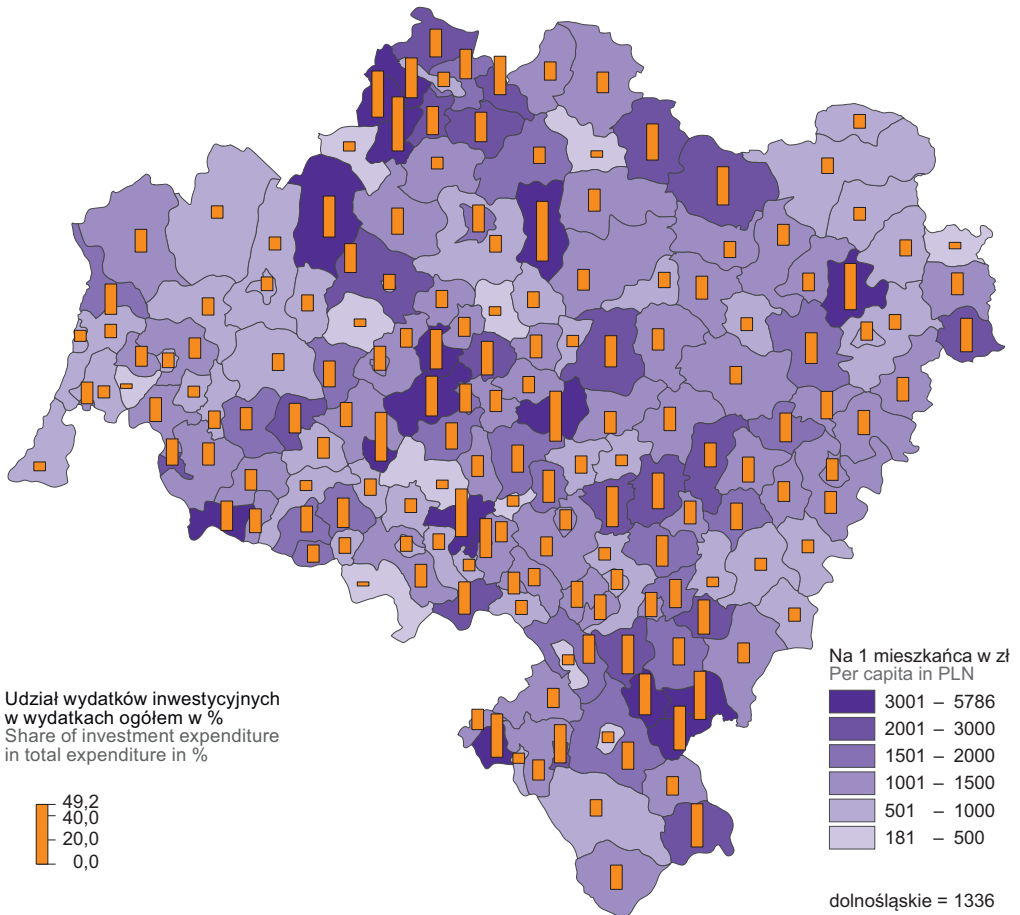 Udział wydatków inwestycyjnych
w wydatkach ogółem w %
Share of investment expenditure
in total expenditure in %
49,2
40,0
20,0
0,0
Na 1 mieszkańca w zł
Per capita in PLN
3001 – 5786
2001 – 3000
1501 – 2000
1001 – 1500
501 – 1000
181 – 500
dolnośląskie = 1336